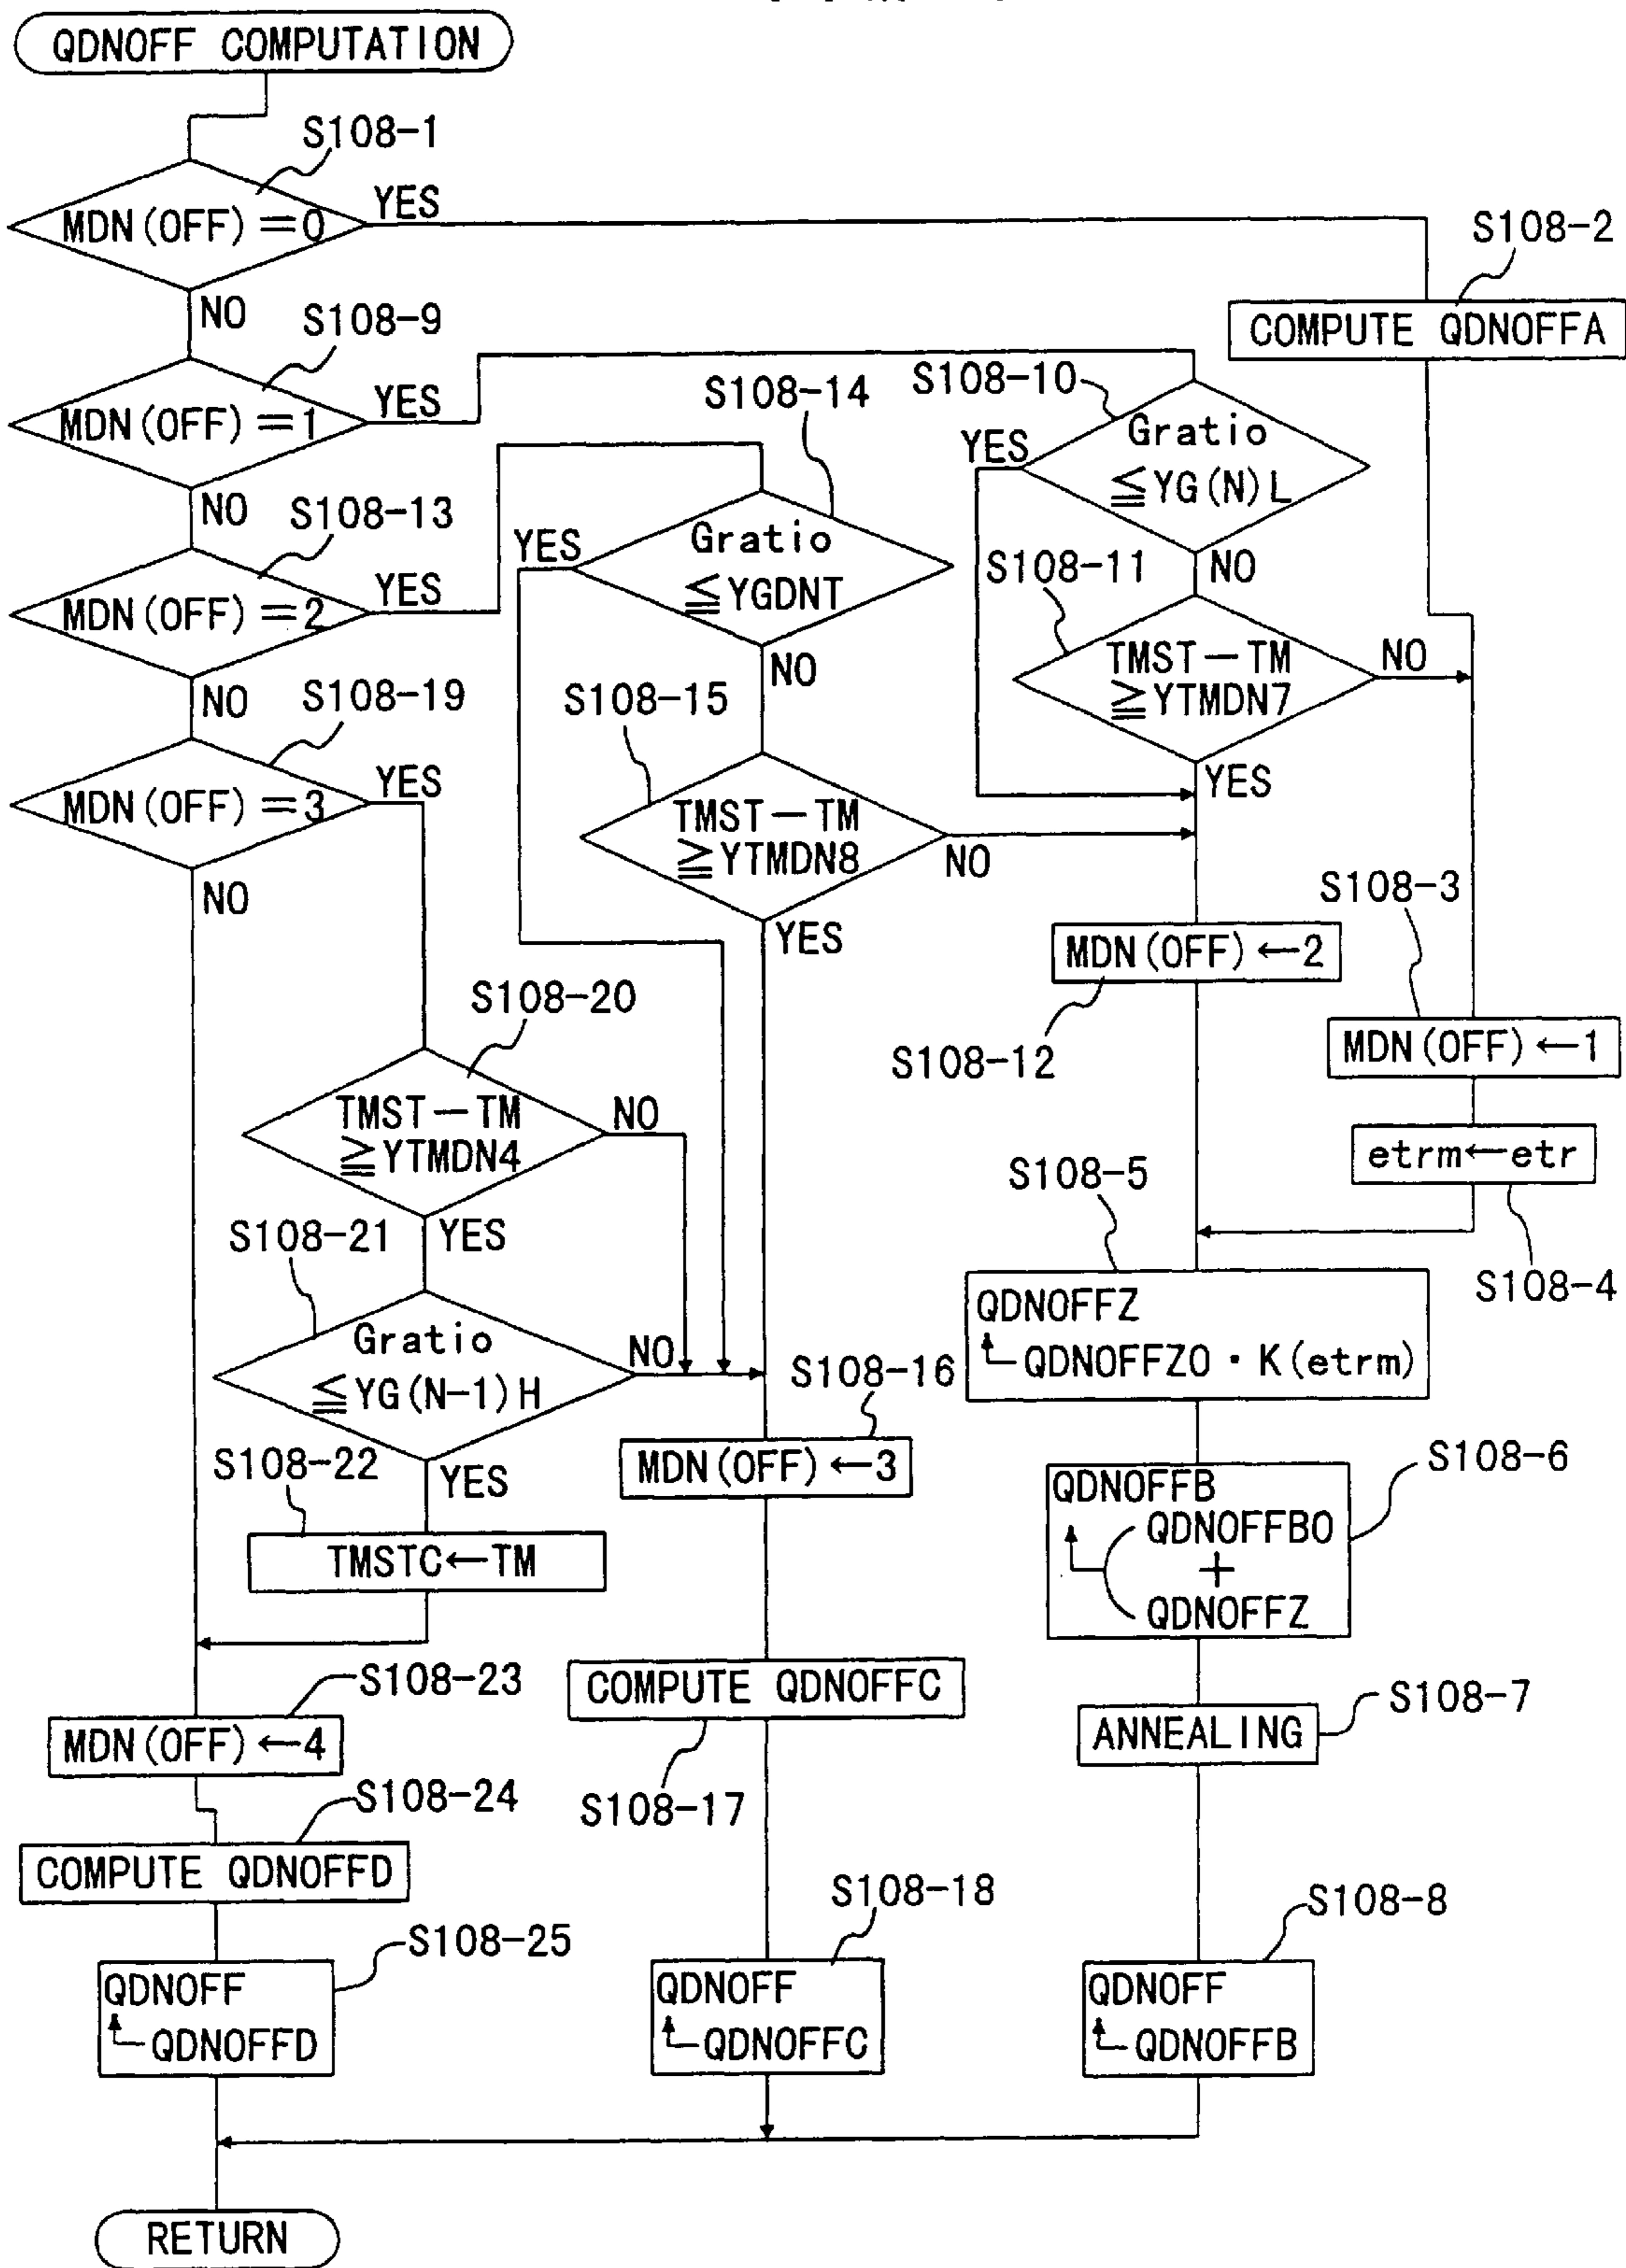 QDNOFF COMPUTATION
S108-1
MDN(OFF)=0
YES
NO
S108-2
COMPUTE QDNOFFA
S108-9
MDN(OFF)=1
YES
NO
S108-10
Gratio
≦YG(N)L
YES
NO
S108-11
TMST-TM
≧YTMDN7
NO
YES
S108-13
MDN(OFF)=2
YES
NO
S108-14
Gratio
≦YGDNT
YES
NO
S108-15
TMST-TM
≧YTMDN8
NO
YES
S108-19
MDN(OFF)=3
YES
NO
S108-12
MDN(OFF)←2
S108-3
MDN(OFF)←1
etrm←etr
S108-4
S108-20
TMST-TM
≧YTMDN4
NO
YES
S108-21
Gratio
≦YG(N-1)H
NO
YES
S108-22
TMSTC←TM
S108-5
QDNOFFZ
QDNOFFZ0・K(etrm)
S108-6
QDNOFFB
QDNOFFB0
+
QDNOFFZ
S108-16
MDN(OFF)←3
COMPUTE QDNOFFC
S108-17
S108-7
ANNEALING
S108-23
MDN(OFF)←4
S108-24
COMPUTE QDNOFFD
S108-25
QDNOFF
QDNOFFD
S108-18
QDNOFF
QDNOFFC
S108-8
QDNOFF
QDNOFFB
RETURN